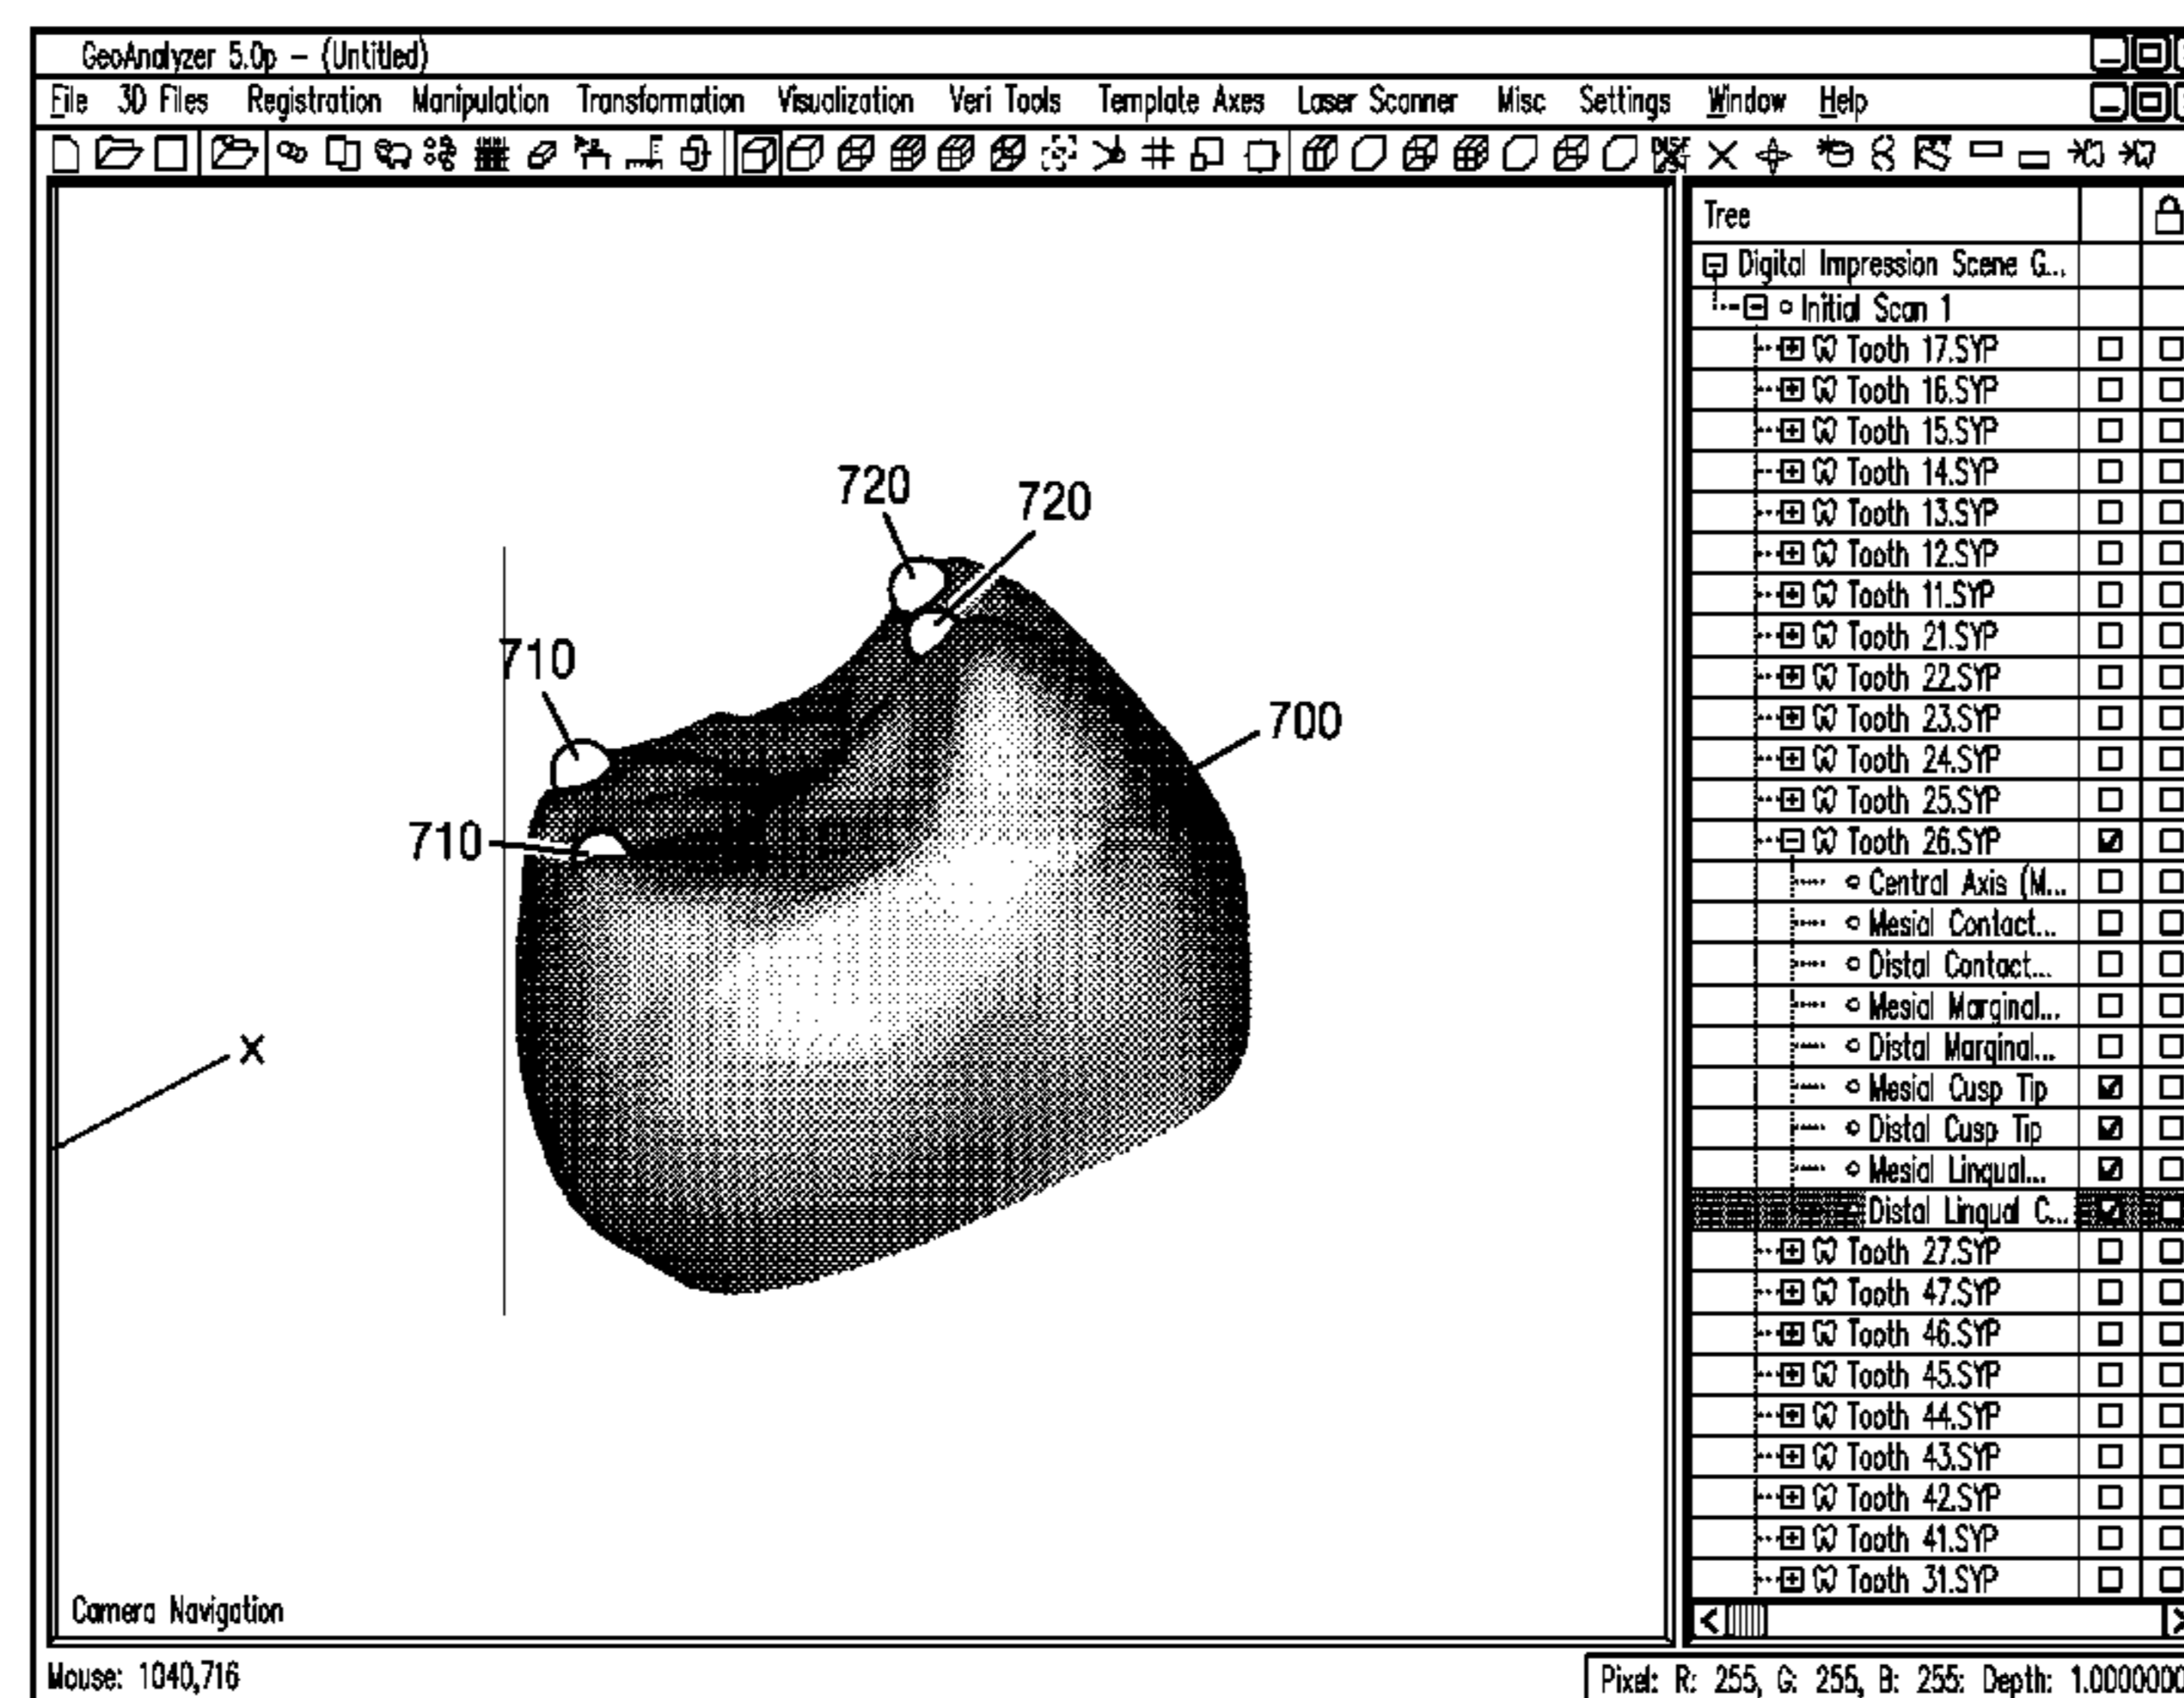 GeoAnalyzer 5.0p – (Untitled)
File 3D Files Registration Manipulation Transformation Visualization Veri Tools Template Axes Laser Scanner Misc Settings Window Help
Tree
Digital Impression Scene G...
Initial Scan 1
Tooth 17.SYP
Tooth 16.SYP
Tooth 15.SYP
Tooth 14.SYP
Tooth 13.SYP
Tooth 12.SYP
Tooth 11.SYP
Tooth 21.SYP
Tooth 22.SYP
Tooth 23.SYP
Tooth 24.SYP
Tooth 25.SYP
Tooth 26.SYP
Central Axis (M...
Mesial Contact...
Distal Contact...
Mesial Marginal...
Distal Marginal...
Mesial Cusp Tip
Distal Cusp Tip
Mesial Lingual...
Distal Lingual C...
Tooth 27.SYP
Tooth 47.SYP
Tooth 46.SYP
Tooth 45.SYP
Tooth 44.SYP
Tooth 43.SYP
Tooth 42.SYP
Tooth 41.SYP
Tooth 31.SYP
720
720
710
700
710
X
Camera Navigation
Mouse: 1040,716
Pixel: R: 255, G: 255, B: 255: Depth: 1.0000000